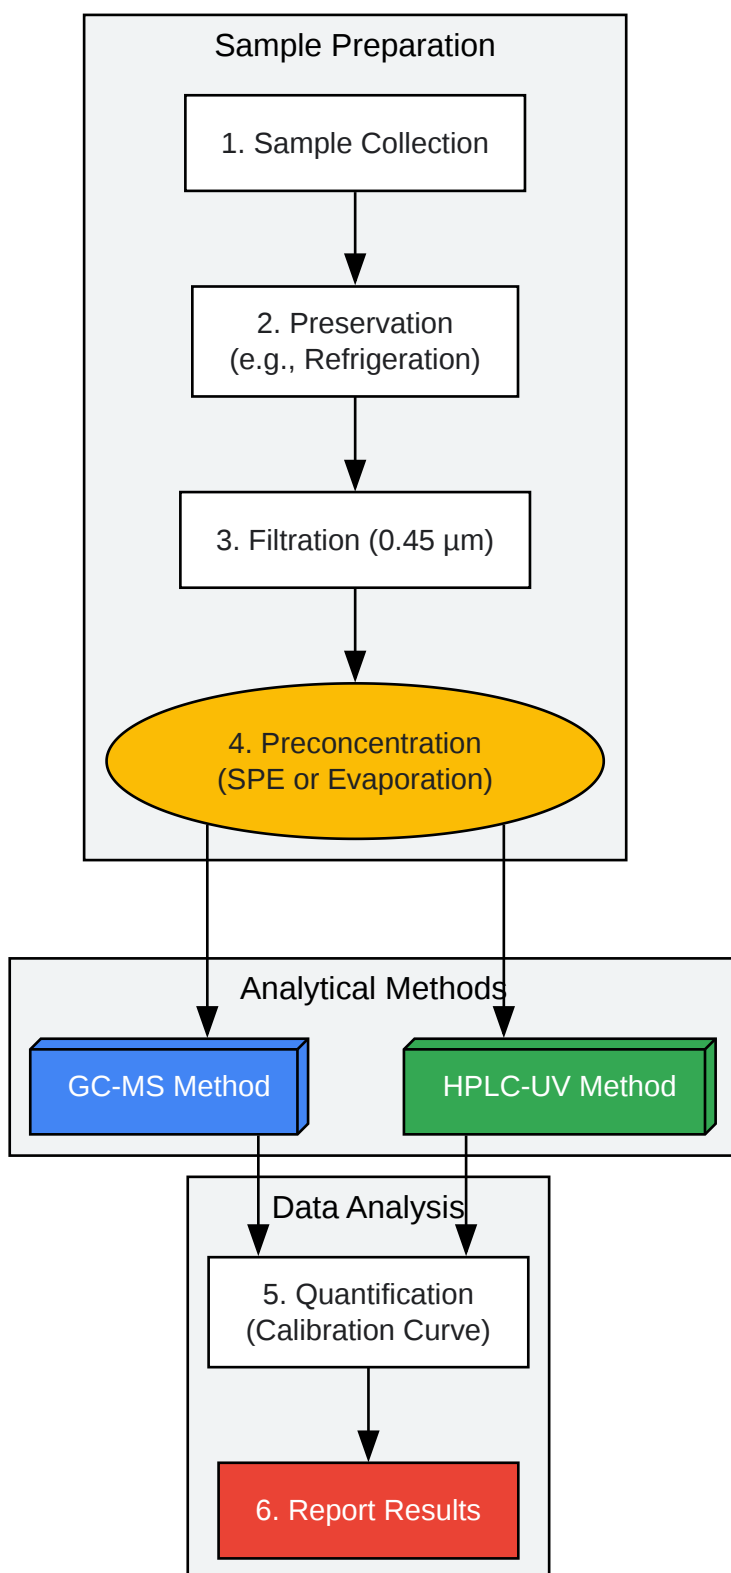 Sample Preparation
1. Sample Collection
2. Preservation
(e.g., Refrigeration)
3. Filtration (0.45 µm)
4. Preconcentration
(SPE or Evaporation)
Analytical Methods
GC-MS Method
HPLC-UV Method
Data Analysis
5. Quantification
(Calibration Curve)
6. Report Results